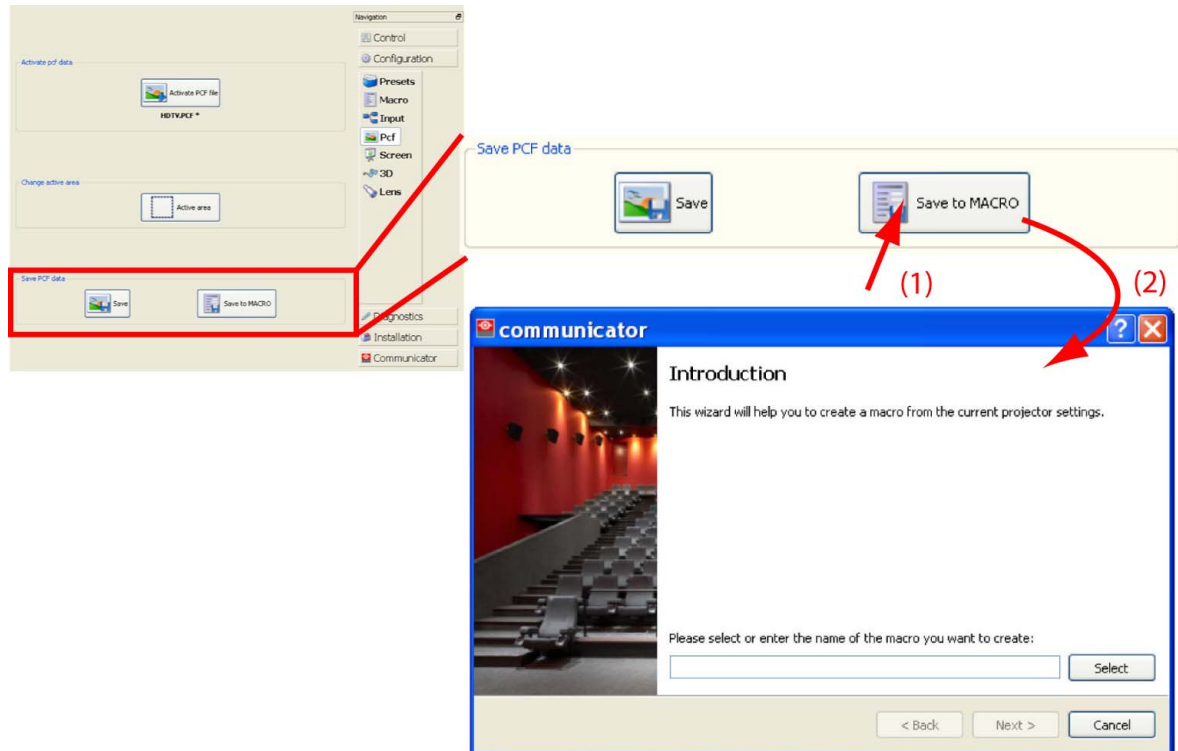 Navigation
Control
Configuration
Presets
Macro
Input
Pcf
Screen
3D
Lens
Diagnostics
Installation
Communicator
Activate pcf data
Activate PCF file
HDTV.PCF *
Change active area
Active area
Save PCF data
Save
Save to MACRO
Save PCF data
Save
Save to MACRO
(1)
(2)
communicator
Introduction
This wizard will help you to create a macro from the current projector settings.
Please select or enter the name of the macro you want to create:
Select
< Back
Next >
Cancel